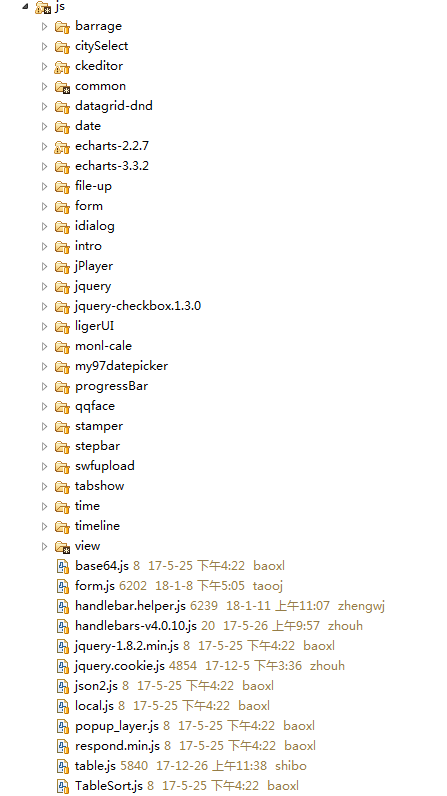 js
barrage
citySelect
ckeditor
common
datagrid-dnd
date
echarts-2.2.7
echarts-3.3.2
file-up
form
idialog
intro
jPlayer
jquery
jquery-checkbox.1.3.0
ligerUI
monl-cale
my97datepicker
progressBar
qqface
stamper
stepbar
swfupload
tabshow
time
timeline
view
base64.js 8 17-5-25 下午4:22 baoxl
form.js 6202 18-1-8 下午5:05 taooj
handlebar.helper.js 6239 18-1-11 上午11:07 zhengwj
handlebars-v4.0.10.js 20 17-5-26 上午9:57 zhouh
jquery-1.8.2.min.js 8 17-5-25 下午4:22 baoxl
jquery.cookie.js 4854 17-12-5 下午3:36 zhouh
json2.js 8 17-5-25 下午4:22 baoxl
local.js 8 17-5-25 下午4:22 baoxl
popup_layer.js 8 17-5-25 下午4:22 baoxl
respond.min.js 8 17-5-25 下午4:22 baoxl
table.js 5840 17-12-26 上午11:38 shibo
TableSort.js 8 17-5-25 下午4:22 baoxl